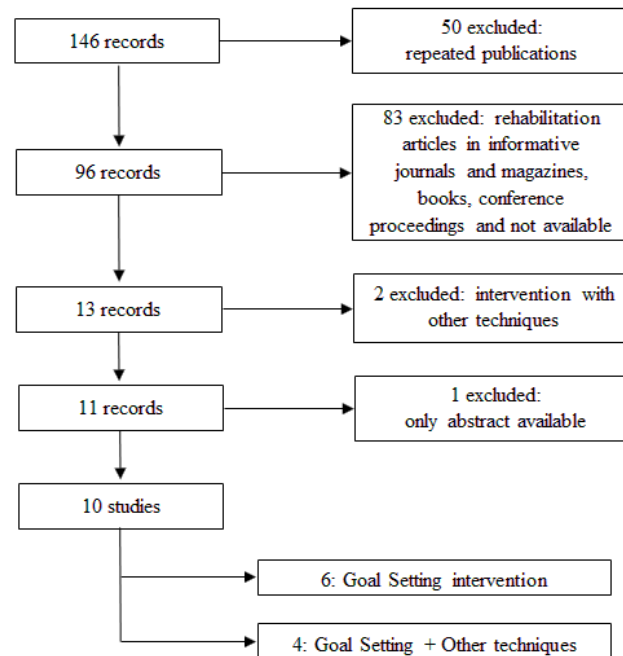 146 records
50 excluded:
repeated publications
96 records
83 excluded: rehabilitation
articles in informative
journals and magazines,
books, conference
proceedings and not available
13 records
2 excluded: intervention with
other techniques
11 records
1 excluded:
only abstract available
10 studies
6: Goal Setting intervention
4: Goal Setting + Other techniques